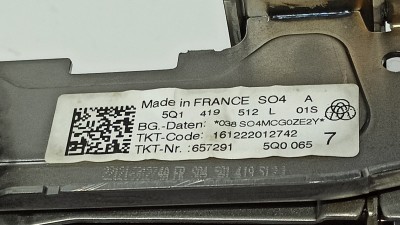 Made in FRANCE SO4 A
5Q1 419 512 L 01S
BG.-Daten: *038 SO4MCG0ZE2Y*
TKT-Code: 161222012742
TKT-Nr.:657291 5Q0 065 7